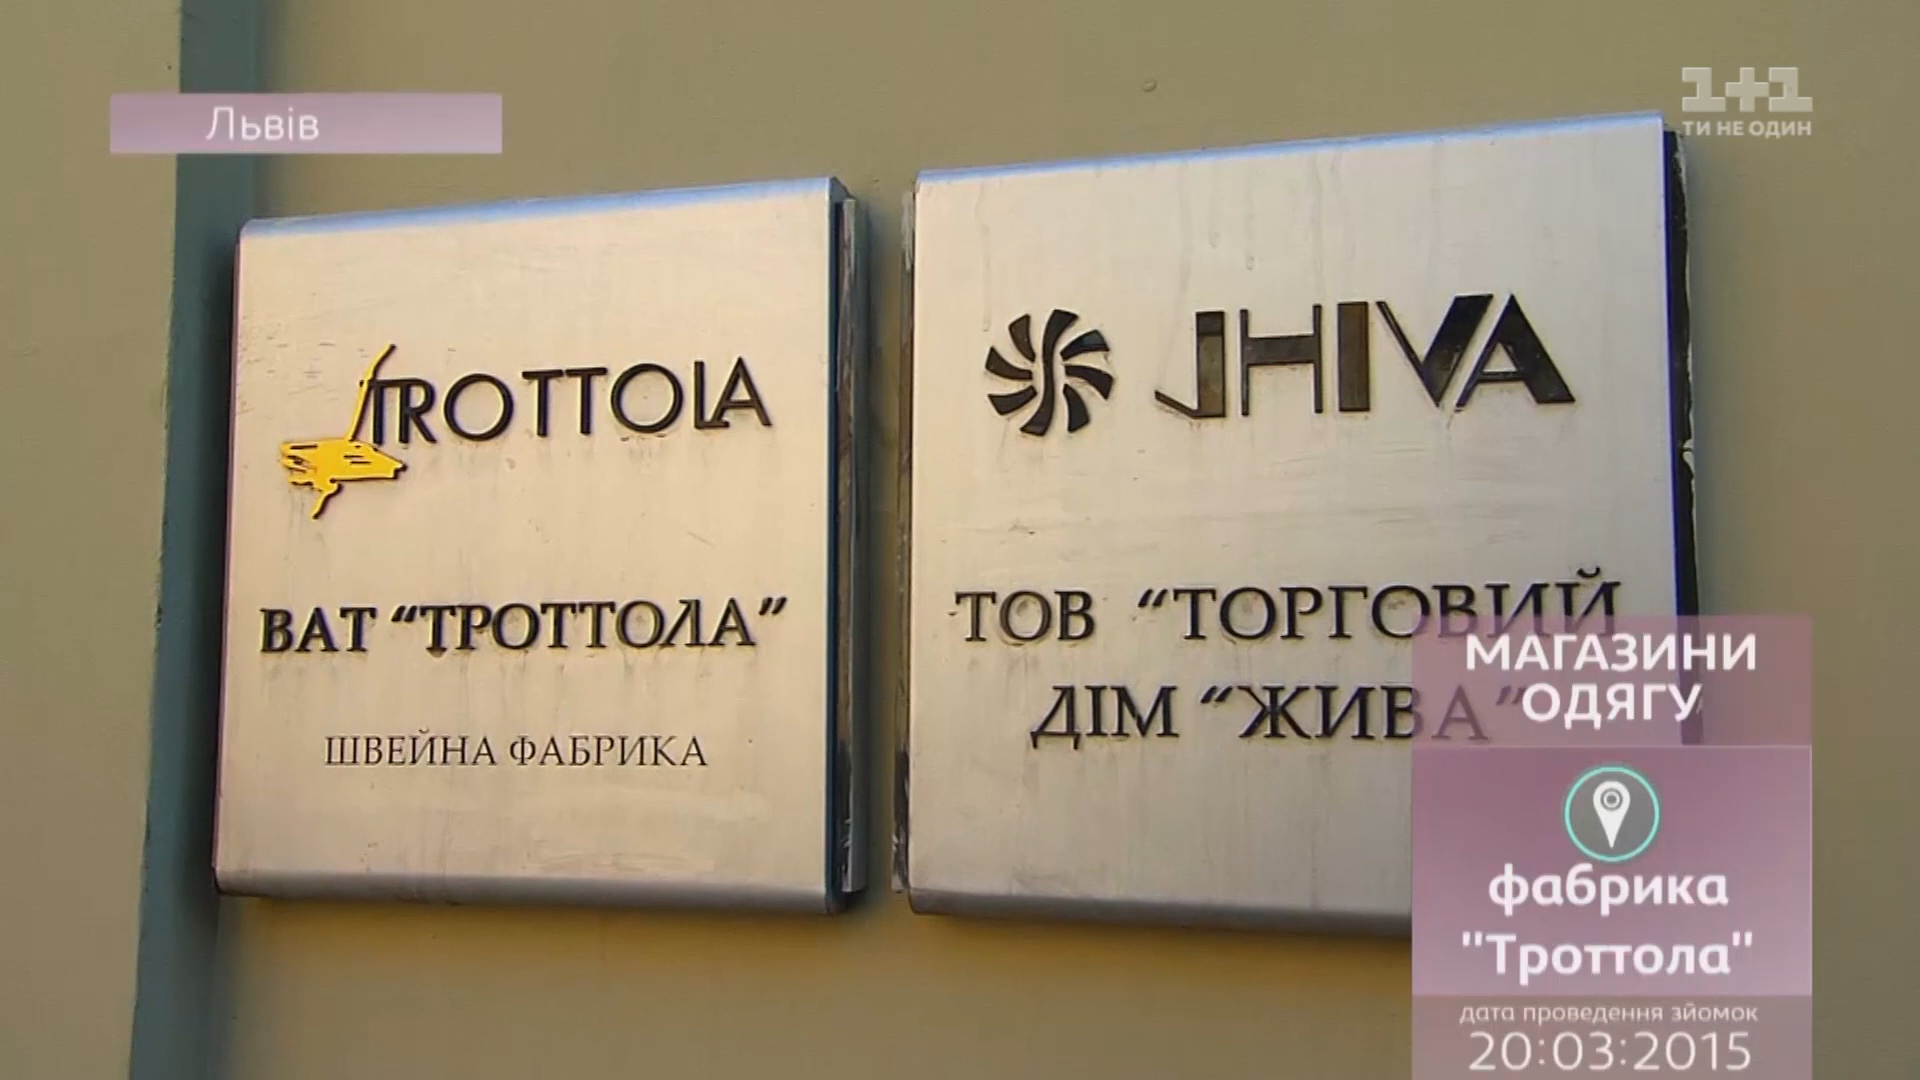 Львів
1+1
ТИ НЕ ОДИН
TROTTOLA
ВАТ “ТРОТТОЛА”
ШВЕЙНА ФАБРИКА
JHIVA
ТОВ “ТОРГОВИЙ
ДІМ “ЖИВА”
МАГАЗИНИ
ОДЯГУ
фабрика
"Троттола"
дата проведення зйомок
20:03:2015